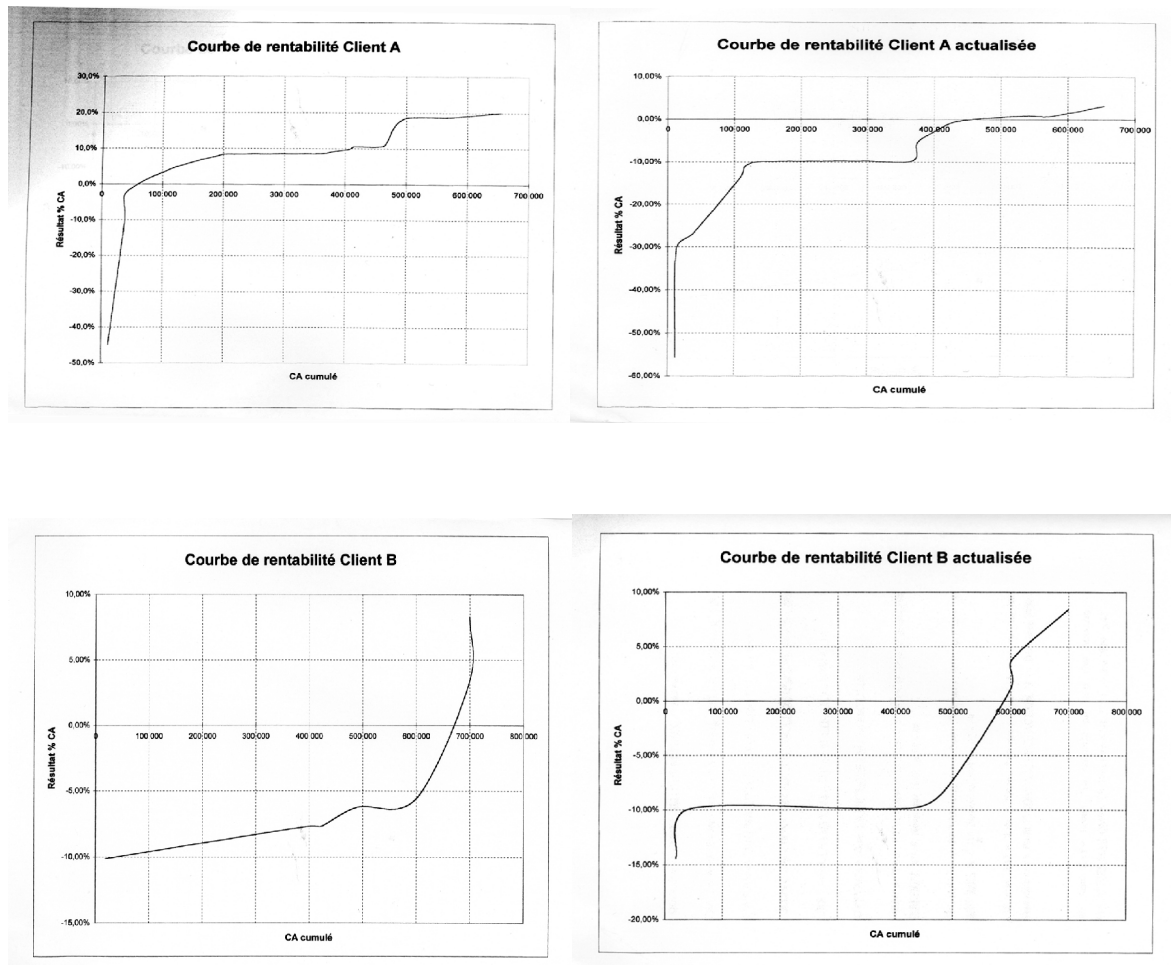 Courbe de rentabilité Client A
30,0%
20,0%
10,0%
0,0%
0 100 000 200 000 300 000 400 000 500 000 600 000 700 000
-10,0%
-20,0%
-30,0%
-40,0%
-50,0%
Résultat % CA
CA cumulé
Courbe de rentabilité Client A actualisée
10,00%
0,00%
0 100 000 200 000 300 000 400 000 500 000 600 000 700 000
-10,00%
-20,00%
-30,00%
-40,00%
-50,00%
-60,00%
Résultat % CA
CA cumulé
Courbe de rentabilité Client B
10,00%
5,00%
0,00%
0 100 000 200 000 300 000 400 000 500 000 600 000 700 000 800 000
-5,00%
-10,00%
-15,00%
Résultat % CA
CA cumulé
Courbe de rentabilité Client B actualisée
10,00%
5,00%
0,00%
0 100 000 200 000 300 000 400 000 500 000 600 000 700 000 800 000
-5,00%
-10,00%
-15,00%
-20,00%
Résultat % CA
CA cumulé